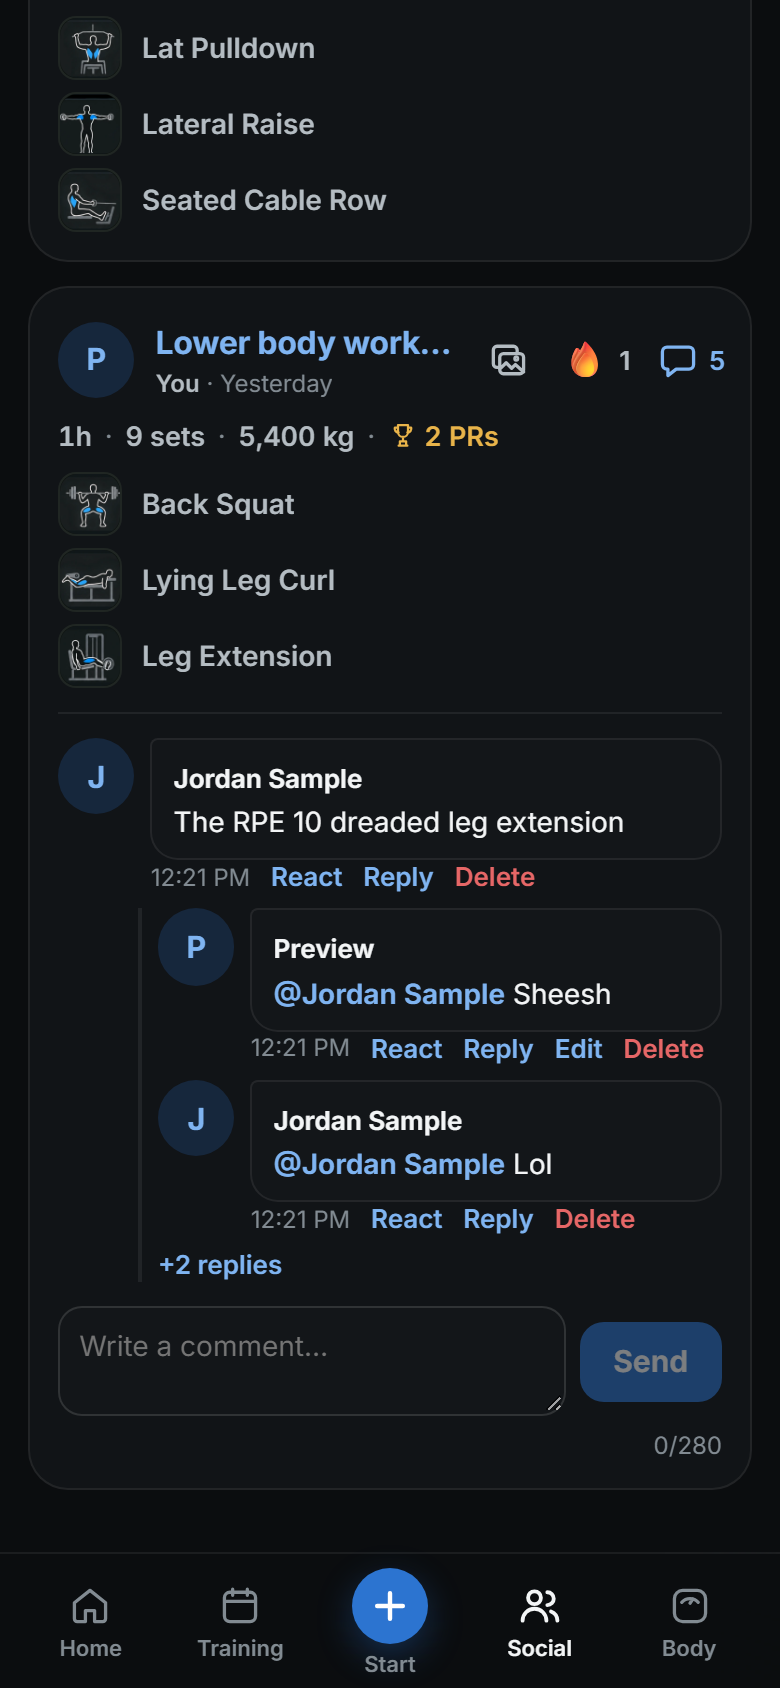 Lat Pulldown
Lateral Raise
Seated Cable Row
P
Lower body work...
You · Yesterday
1
5
1h · 9 sets · 5,400 kg · 2 PRs
Back Squat
Lying Leg Curl
Leg Extension
J
Jordan Sample
The RPE 10 dreaded leg extension
12:21 PM React Reply Delete
P
Preview
@Jordan Sample Sheesh
12:21 PM React Reply Edit Delete
J
Jordan Sample
@Jordan Sample Lol
12:21 PM React Reply Delete
+2 replies
Write a comment...
Send
0/280
Home
Training
Start
Social
Body